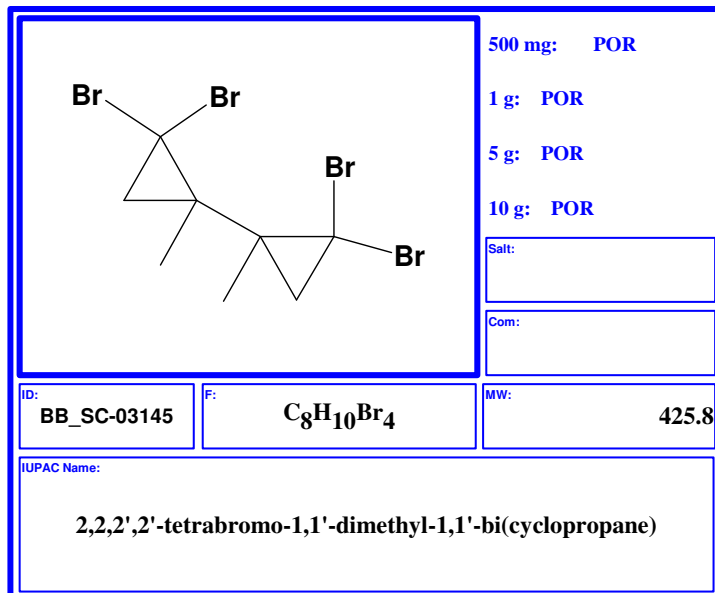 500 mg: POR
Br Br
1 g: POR
5 g: POR
Br
10 g: POR
Br
Salt:
Com:
ID:
BB_SC-03145
F:
C8H10Br4
MW:
425.8
IUPAC Name:
2,2,2',2'-tetrabromo-1,1'-dimethyl-1,1'-bi(cyclopropane)